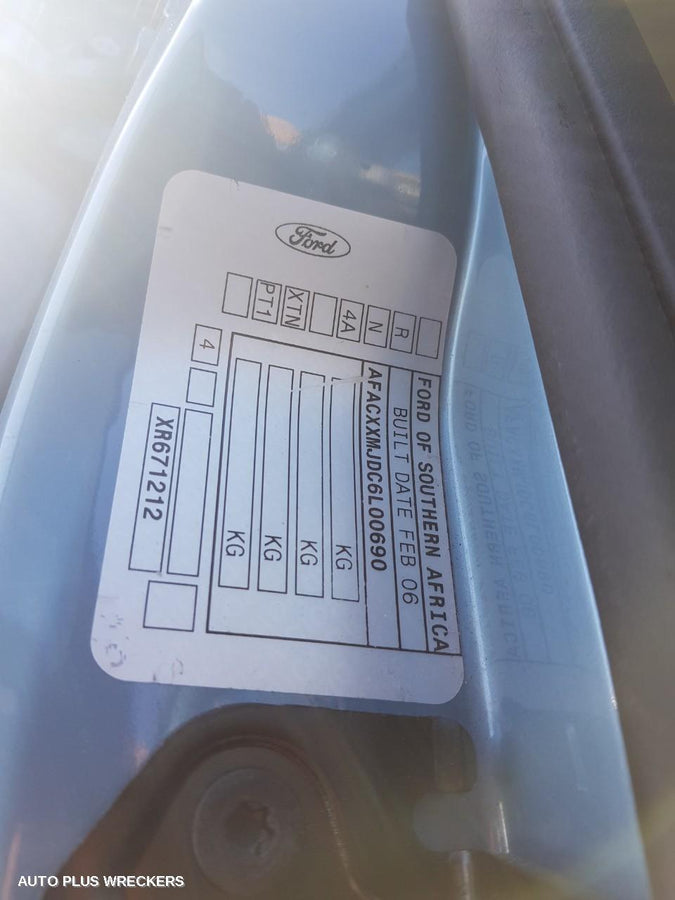 Ford
FORD OF SOUTHERN AFRICA
BUILT DATE FEB 06
AFACXXMJDC6L00690
KG
KG
KG
KG
R
N
4A
XTN
PT1
4
XR671212
AUTO PLUS WRECKERS